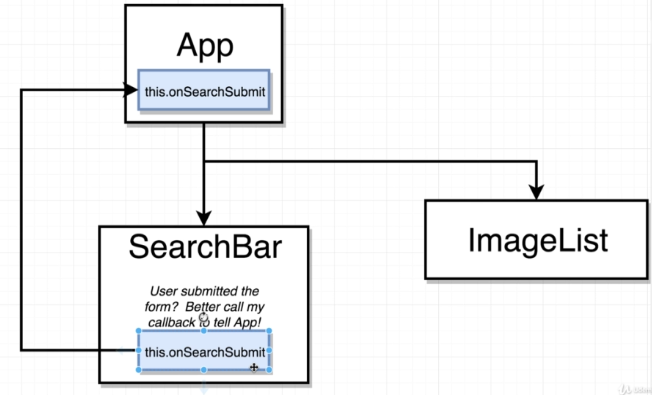 App
this.onSearchSubmit
SearchBar
User submitted the
form? Better call my
callback to tell App!
this.onSearchSubmit
ImageList